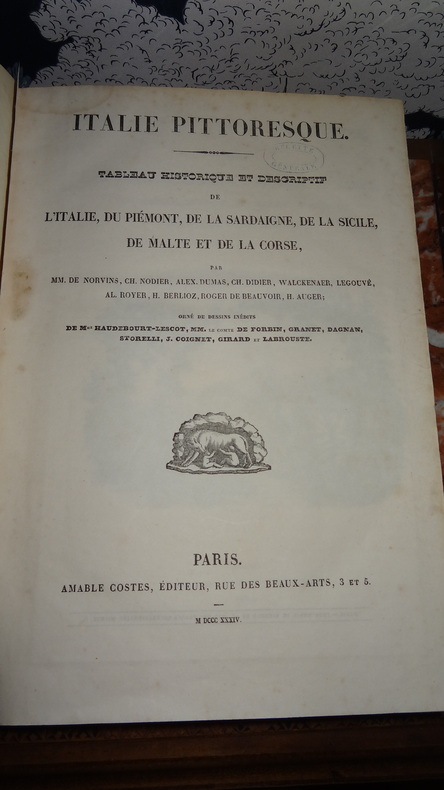 ITALIE PITTORESQUE.
TABLEAU HISTORIQUE ET DESCRIPTIF
DE
L'ITALIE, DU PIÉMONT, DE LA SARDAIGNE, DE LA SICILE,
DE MALTE ET DE LA CORSE,
PAR
MM. DE NORVINS, CH. NODIER, ALEX. DUMAS, CH. DIDIER, WALCKENAER, LEGOUVÉ,
AL. ROYER, H. BERLIOZ, ROGER DE BEAUVOIR, H. AUGER;
ORNÉ DE DESSINS INÉDITS
DE Mme HAUDEBOURT-LESCOT, MM. LE COMTE DE FORBIN, GRANET, DAGNAN,
STORELLI, J. COIGNET, GIRARD ET LABROUSTE.
PARIS.
AMABLE COSTES, ÉDITEUR, RUE DES BEAUX-ARTS, 3 ET 5.
M DCCC XXXIV.